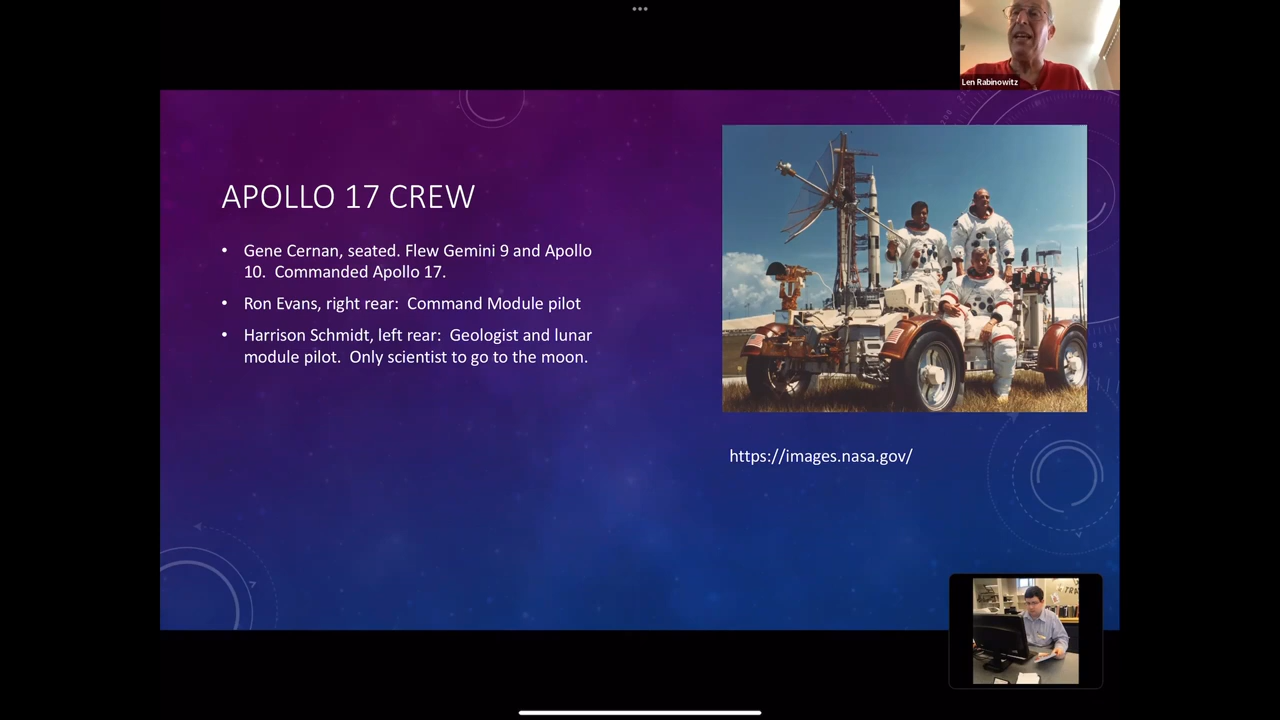 Len Rabinowitz
APOLLO 17 CREW
• Gene Cernan, seated. Flew Gemini 9 and Apollo
10.  Commanded Apollo 17.
• Ron Evans, right rear:  Command Module pilot
• Harrison Schmidt, left rear:  Geologist and lunar
module pilot.  Only scientist to go to the moon.
https://images.nasa.gov/